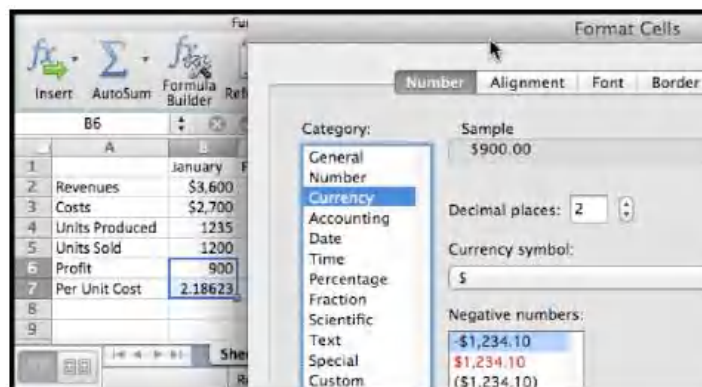 Format Cells
Insert AutoSum Formula Builder
Number Alignment Font Border
B6
A
1 January
2 Revenues $3,600
3 Costs $2,700
4 Units Produced 1235
5 Units Sold 1200
6 Profit 900
7 Per Unit Cost 2.18623
8
9
Category:
General
Number
Currency
Accounting
Date
Time
Percentage
Fraction
Scientific
Text
Special
Custom
Sample
$900.00
Decimal places: 2
Currency symbol:
$
Negative numbers:
-$1,234.10
$1,234.10
($1,234.10)